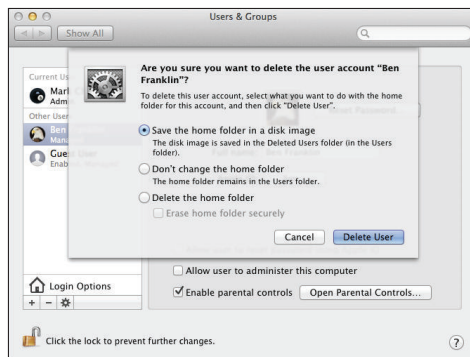 Users & Groups
Show All
Are you sure you want to delete the user account “Ben
Franklin”?
To delete this user account, select what you want to do with the home
folder for this account, and then click “Delete User”.
Save the home folder in a disk image
The disk image is saved in the Deleted Users folder (in the Users
folder).
Don’t change the home folder
The home folder remains in the Users folder.
Delete the home folder
Erase home folder securely
Cancel
Delete User
Current Us
Mark
Admi
Other User
Ben
Guest User
Enab
Allow user to administer this computer
Enable parental controls
Open Parental Controls...
Login Options
Click the lock to prevent further changes.
?